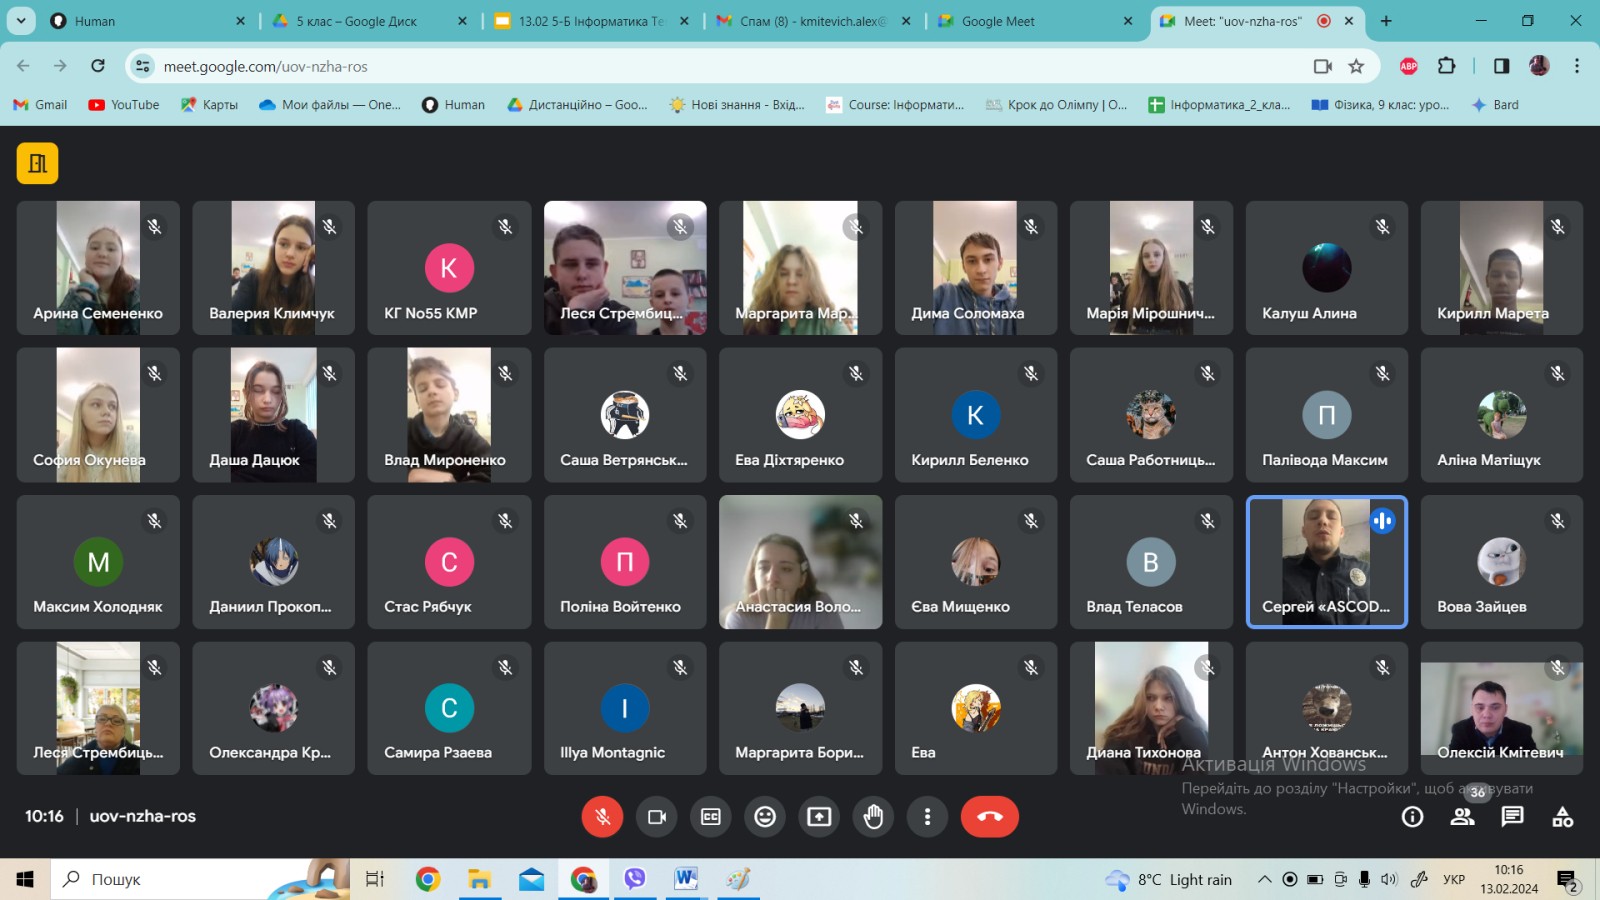 Human
5 клас – Google Диск
13.02 5-Б Інформатика Те
Спам (8) - kmitevich.alex@
Google Meet
Meet: "uov-nzha-ros"
meet.google.com/uov-nzha-ros
ABP
Gmail
YouTube
Карты
Мои файлы — One...
Human
Дистанційно – Goo...
Нові знання - Вхід...
Course: Інформати...
Крок до Олімпу | О...
Інформатика_2_кла...
Фізика, 9 клас: уро...
Bard
Арина Семененко
Валерия Климчук
К
КГ No55 КМР
Леся Стрембиц...
Маргарита Мар...
Дима Соломаха
Марія Мірошнич...
Калуш Алина
Кирилл Марета
София Окунева
Даша Дацюк
Влад Мироненко
Саша Ветрянськ...
Ева Діхтяренко
К
Кирилл Беленко
Саша Работниць...
П
Палівода Максим
Аліна Матіщук
М
Максим Холодняк
Даниил Прокоп...
С
Стас Рябчук
П
Поліна Войтенко
Анастасия Воло...
Єва Мищенко
В
Влад Теласов
Сергей «ASCOD...
Вова Зайцев
Леся Стрембиць...
Олександра Кр...
С
Самира Рзаева
I
Illya Montagnic
Маргарита Бори...
Ева
Диана Тихонова
Антон Хованськ...
Олексій Кмітевич
Активація Windows
Перейдіть до розділу "Настройки", щоб активувати
Windows.
10:16 | uov-nzha-ros
CC
36
Пошук
8°C Light rain
УКР
10:16
13.02.2024
2